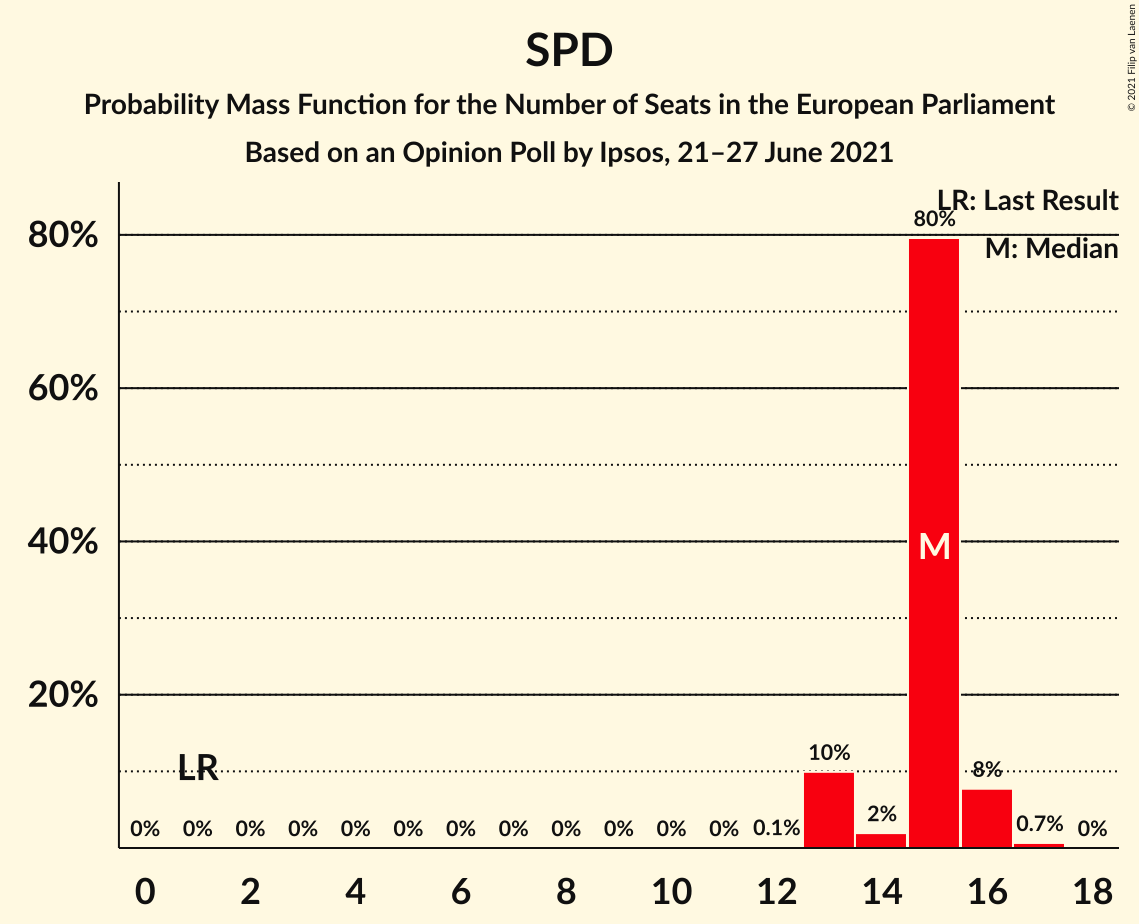 SPD
Probability Mass Function for the Number of Seats in the European Parliament
Based on an Opinion Poll by Ipsos, 21–27 June 2021
© 2021 Filip van Laenen
LR: Last Result
M: Median
80%
60%
40%
20%
LR
M
0% 0% 0% 0% 0% 0% 0% 0% 0% 0% 0% 0% 0.1% 10% 2% 80% 8% 0.7% 0%
0 2 4 6 8 10 12 14 16 18